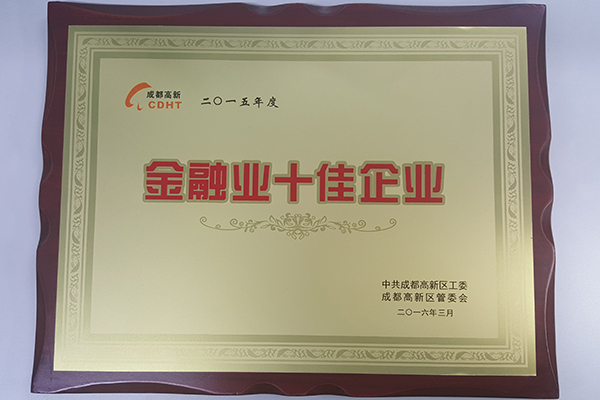 成都高新
CDHT
二〇一五年度
金融业十佳企业
中共成都高新区工委
成都高新区管委会
二〇一六年三月